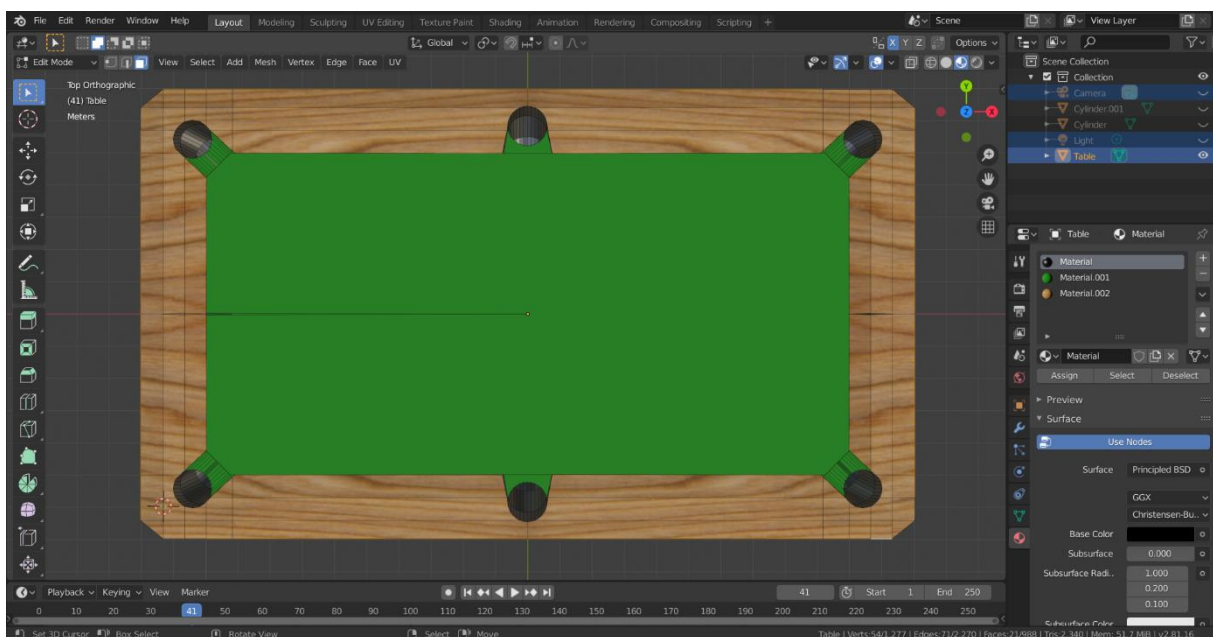 File Edit Render Window Help Layout Modeling Sculpting UV Editing Texture Paint Shading Animation Rendering Compositing Scripting + Scene View Layer
Global X Y Z Options
Edit Mode View Select Add Mesh Vertex Edge Face UV
Top Orthographic
(41) Table
Meters
Y
Z X
Scene Collection
Collection
Camera
Cylinder.001
Cylinder
Light
Table
Table Material
Material
Material.001
Material.002
Material
Assign Select Deselect
Preview
Surface
Use Nodes
Surface Principled BSD
GGX
Christensen-Bu..
Base Color
Subsurface 0.000
Subsurface Radi.. 1.000
0.200
0.100
Subsurface Color
Playback Keying View Marker 41 Start 1 End 250
0 10 20 30 41 50 60 70 80 90 100 110 120 130 140 150 160 170 180 190 200 210 220 230 240 250
Set 3D Cursor Box Select Rotate View Select Move Table | Verts:54/1,277 | Edges:71/2,270 | Faces:21/988 | Tris:2,340 | Mem: 51.7 MiB | v2.81.16